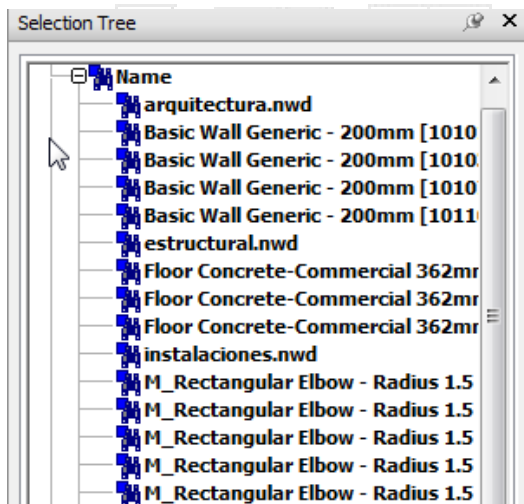 Selection Tree
Name
arquitectura.nwd
Basic Wall Generic - 200mm [1010
Basic Wall Generic - 200mm [1010
Basic Wall Generic - 200mm [1010
Basic Wall Generic - 200mm [1011
estructural.nwd
Floor Concrete-Commercial 362m
Floor Concrete-Commercial 362m
Floor Concrete-Commercial 362m
instalaciones.nwd
M_Rectangular Elbow - Radius 1.5
M_Rectangular Elbow - Radius 1.5
M_Rectangular Elbow - Radius 1.5
M_Rectangular Elbow - Radius 1.5
M_Rectangular Elbow - Radius 1.5